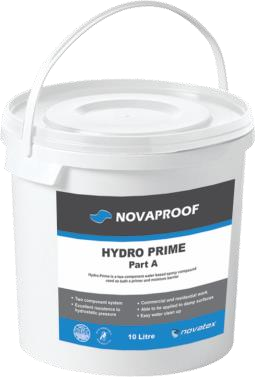 NOVAPROOF
HYDRO PRIME
Part A
Hydro Prime is a two component water based epoxy compound
used as both a primer and moisture barrier
• Two component system
• Excellent resistance to
hydrostatic pressure
• Commercial and residential work
• Able to be applied to damp surfaces
• Easy water clean up
10 Litre
novatex